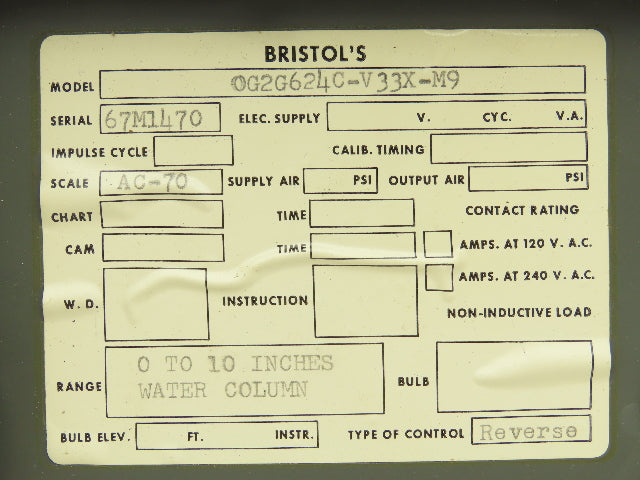 BRISTOL'S
MODEL 0G2G624C-V33X-M9
SERIAL 67M1470 ELEC. SUPPLY V. CYC. V.A.
IMPULSE CYCLE CALIB. TIMING
SCALE AC-70 SUPPLY AIR PSI OUTPUT AIR PSI
CHART TIME CONTACT RATING
CAM TIME AMPS. AT 120 V. A.C.
AMPS. AT 240 V. A.C.
W. D. INSTRUCTION
NON-INDUCTIVE LOAD
RANGE 0 TO 10 INCHES
WATER COLUMN
BULB
BULB ELEV. FT. INSTR. TYPE OF CONTROL Reverse